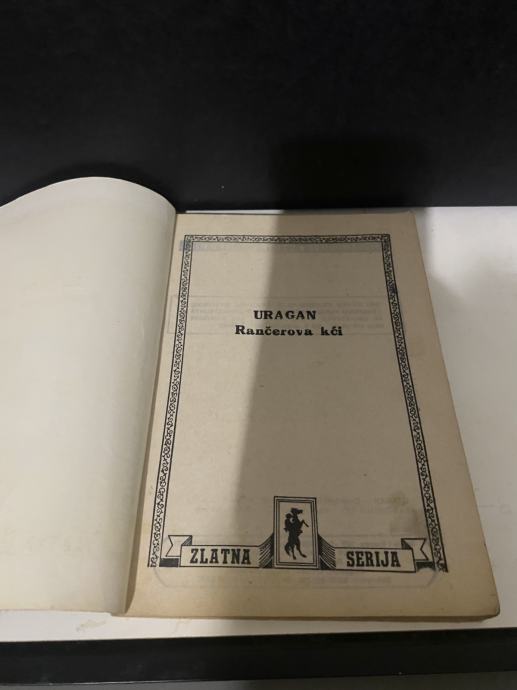 URAGAN
Rančerova kći
ZLATNA SERIJA